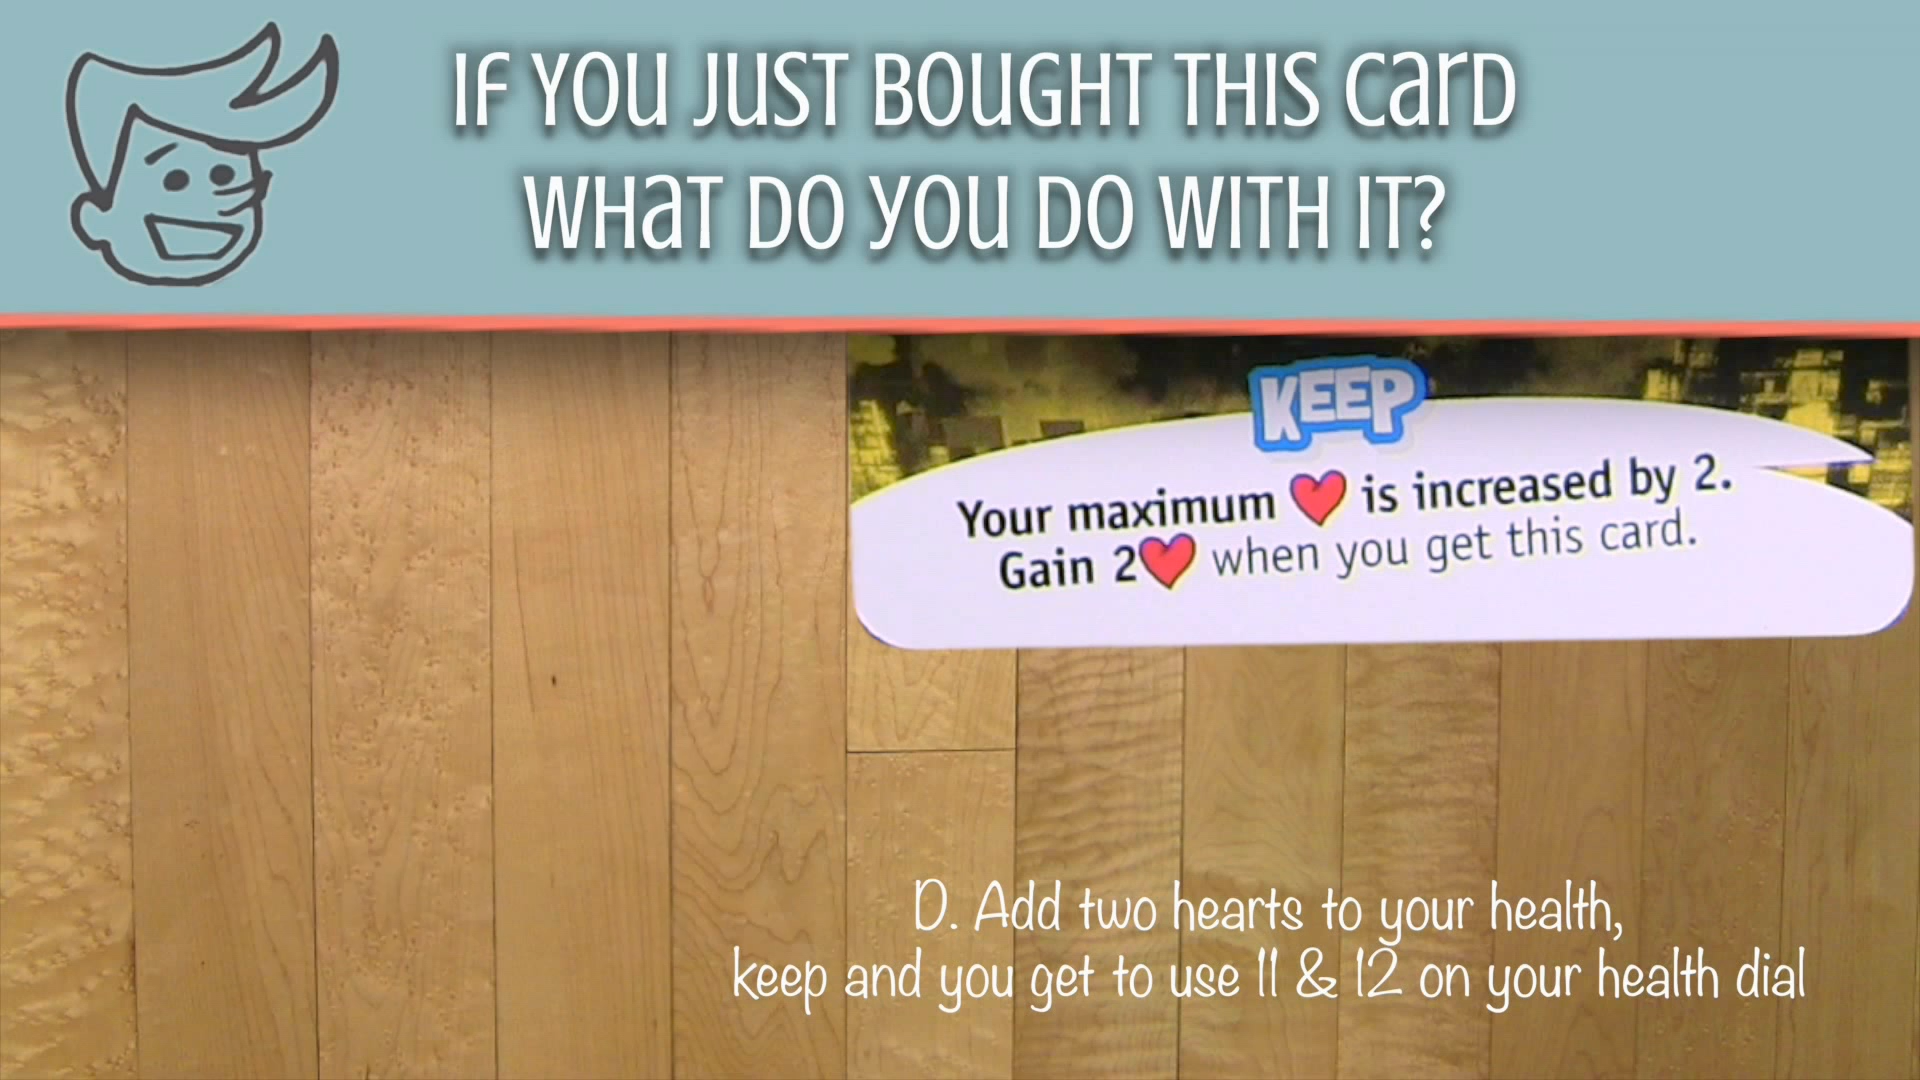 If you just bought this card
what do you do with it?
KEEP
Your maximum ❤ is increased by 2.
Gain 2❤ when you get this card.
D. Add two hearts to your health,
keep and you get to use 11 & 12 on your health dial